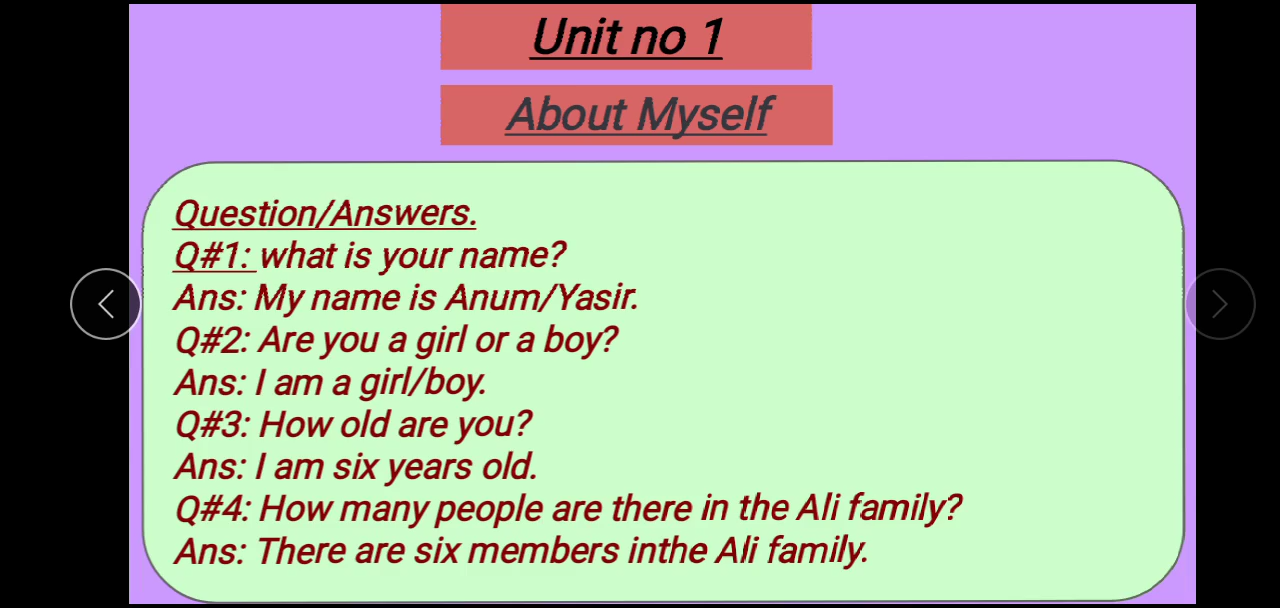 Unit no 1
About Myself
Question/Answers.
Q#1: what is your name?
Ans: My name is Anum/Yasir.
Q#2: Are you a girl or a boy?
Ans: I am a girl/boy.
Q#3: How old are you?
Ans: I am six years old.
Q#4: How many people are there in the Ali family?
Ans: There are six members inthe Ali family.